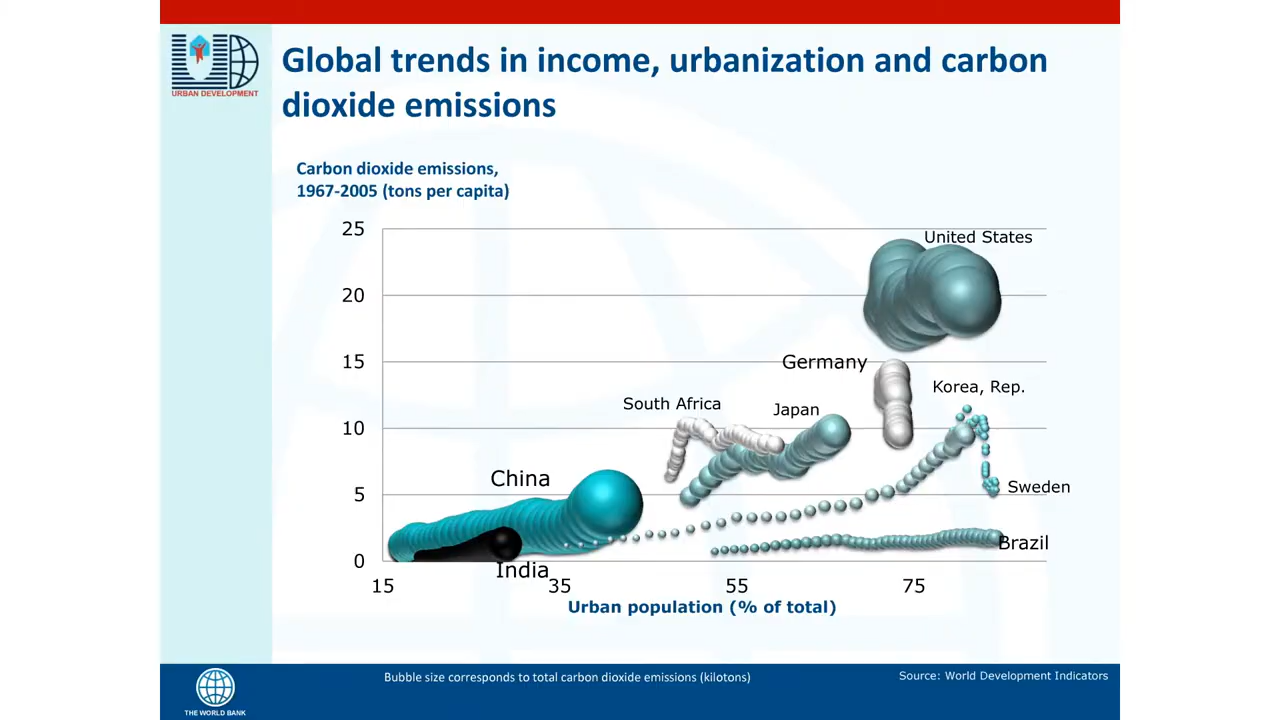 URBAN DEVELOPMENT
Global trends in income, urbanization and carbon
dioxide emissions
Carbon dioxide emissions,
1967-2005 (tons per capita)
25
United States
20
15
Germany
Korea, Rep.
South Africa
Japan
10
China
5
Sweden
Brazil
0
India
15
35
55
75
Urban population (% of total)
Bubble size corresponds to total carbon dioxide emissions (kilotons)
Source: World Development Indicators
THE WORLD BANK